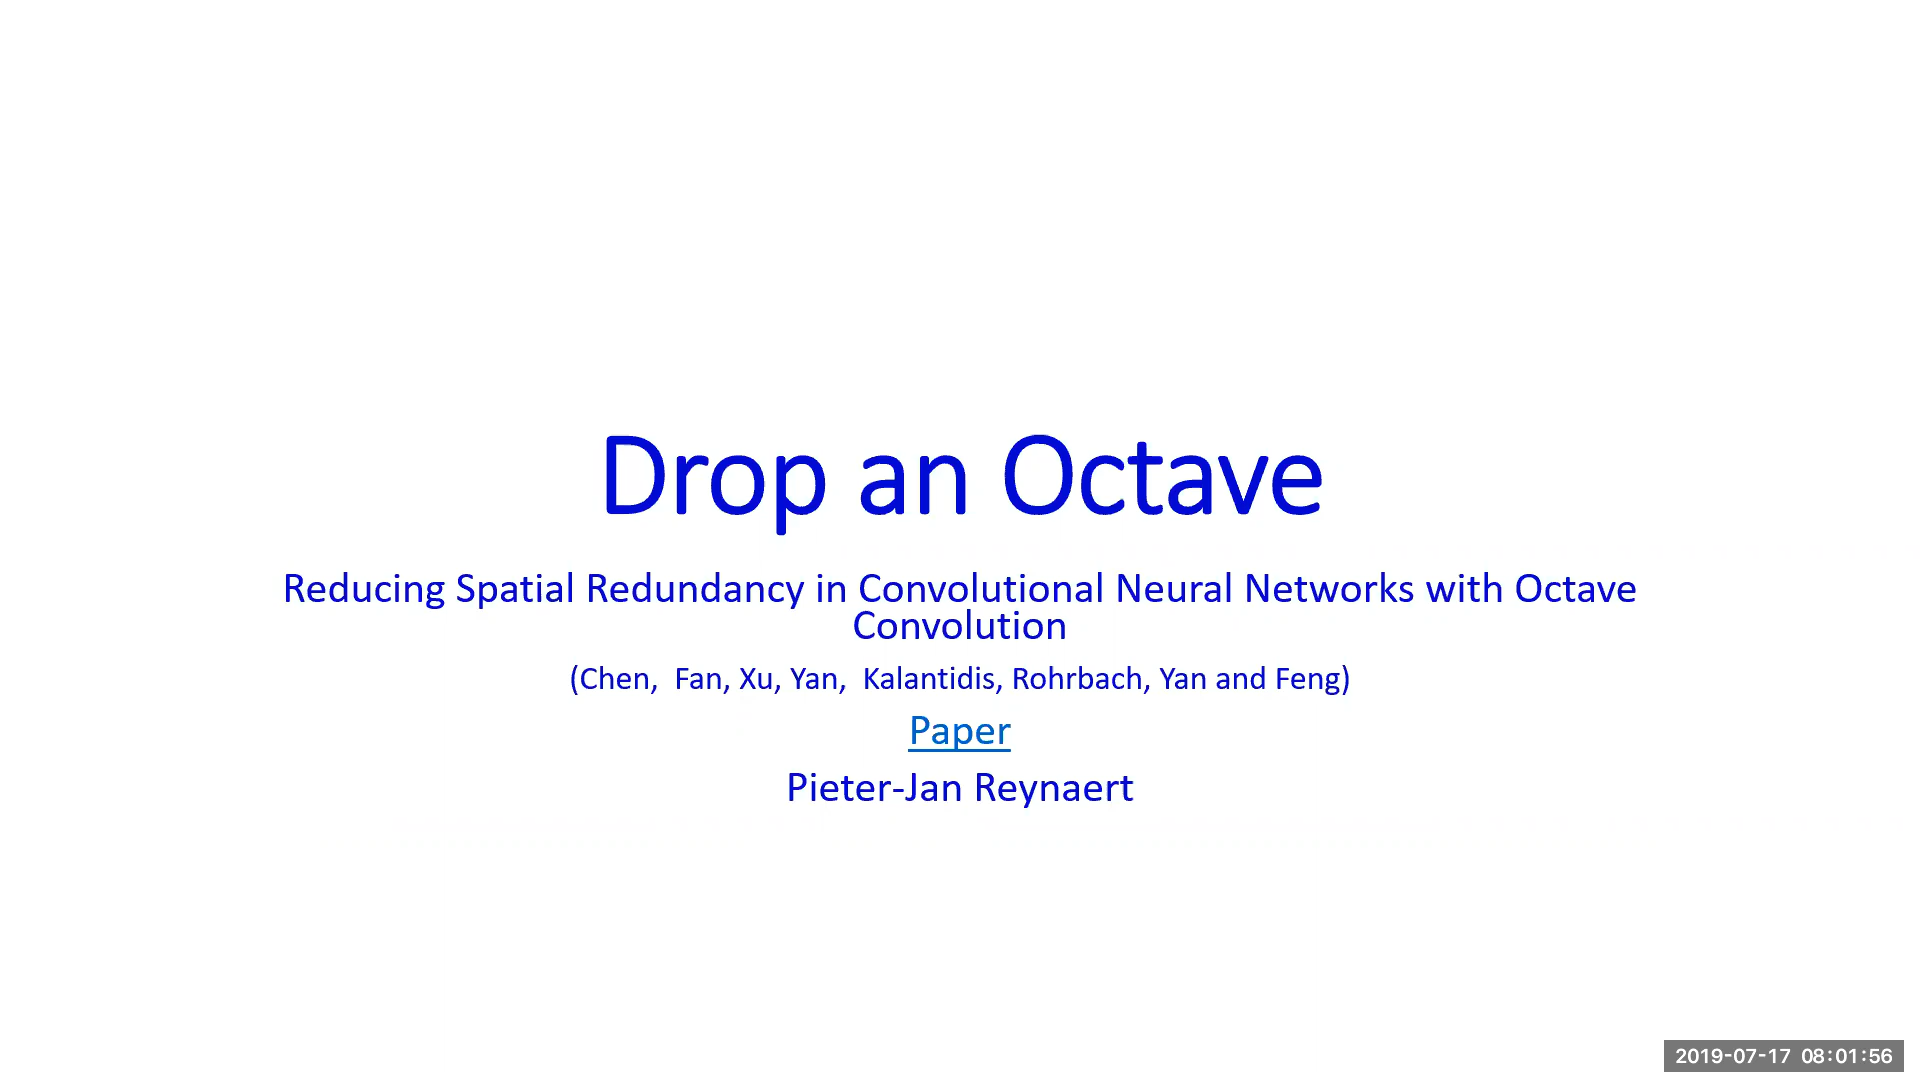 Drop an Octave
Reducing Spatial Redundancy in Convolutional Neural Networks with Octave
Convolution
(Chen,  Fan, Xu, Yan,  Kalantidis, Rohrbach, Yan and Feng)
Paper
Pieter-Jan Reynaert
2019-07-17 08:01:56